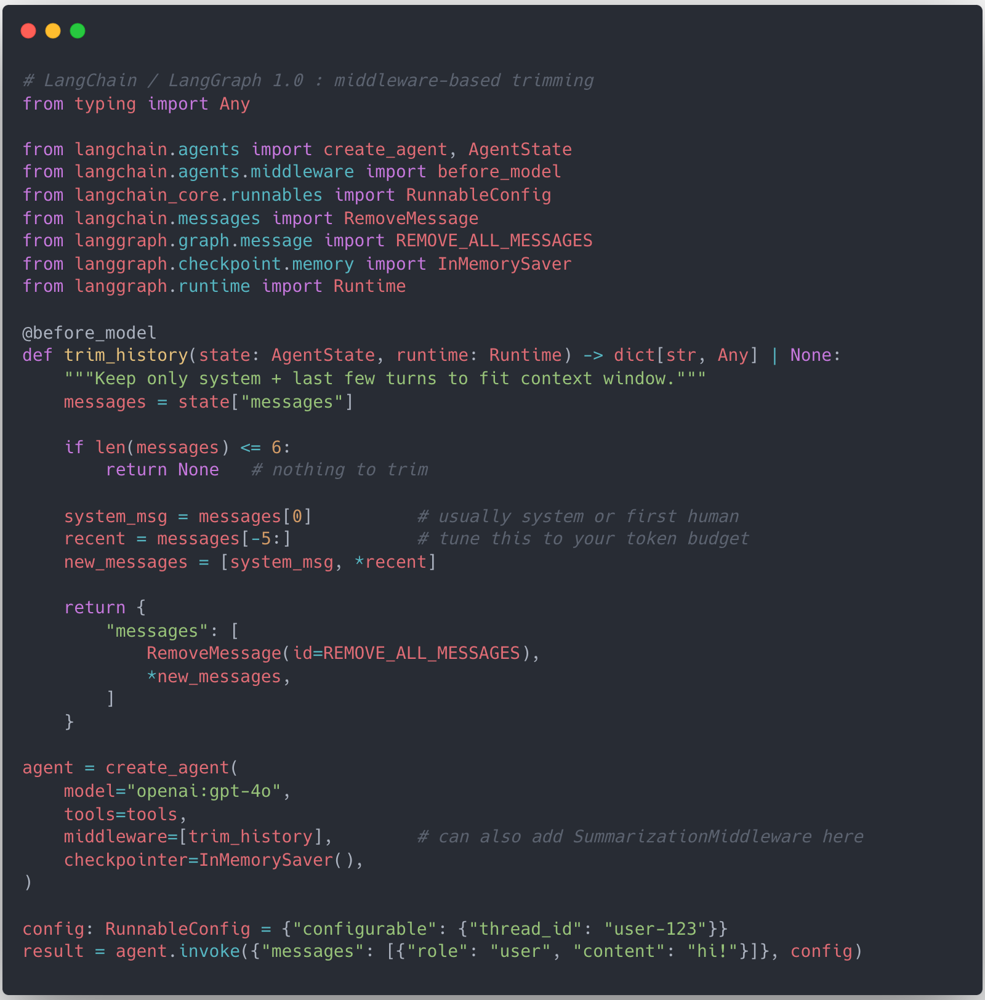 # LangChain / LangGraph 1.0 : middleware-based trimming
from typing import Any

from langchain.agents import create_agent, AgentState
from langchain.agents.middleware import before_model
from langchain_core.runnables import RunnableConfig
from langchain.messages import RemoveMessage
from langgraph.graph.message import REMOVE_ALL_MESSAGES
from langgraph.checkpoint.memory import InMemorySaver
from langgraph.runtime import Runtime

@before_model
def trim_history(state: AgentState, runtime: Runtime) -> dict[str, Any] | None:
    """Keep only system + last few turns to fit context window."""
    messages = state["messages"]

    if len(messages) <= 6:
        return None   # nothing to trim

    system_msg = messages[0]          # usually system or first human
    recent = messages[-5:]            # tune this to your token budget
    new_messages = [system_msg, *recent]

    return {
        "messages": [
            RemoveMessage(id=REMOVE_ALL_MESSAGES),
            *new_messages,
        ]
    }

agent = create_agent(
    model="openai:gpt-4o",
    tools=tools,
    middleware=[trim_history],        # can also add SummarizationMiddleware here
    checkpointer=InMemorySaver(),
)

config: RunnableConfig = {"configurable": {"thread_id": "user-123"}}
result = agent.invoke({"messages": [{"role": "user", "content": "hi!"}]}, config)